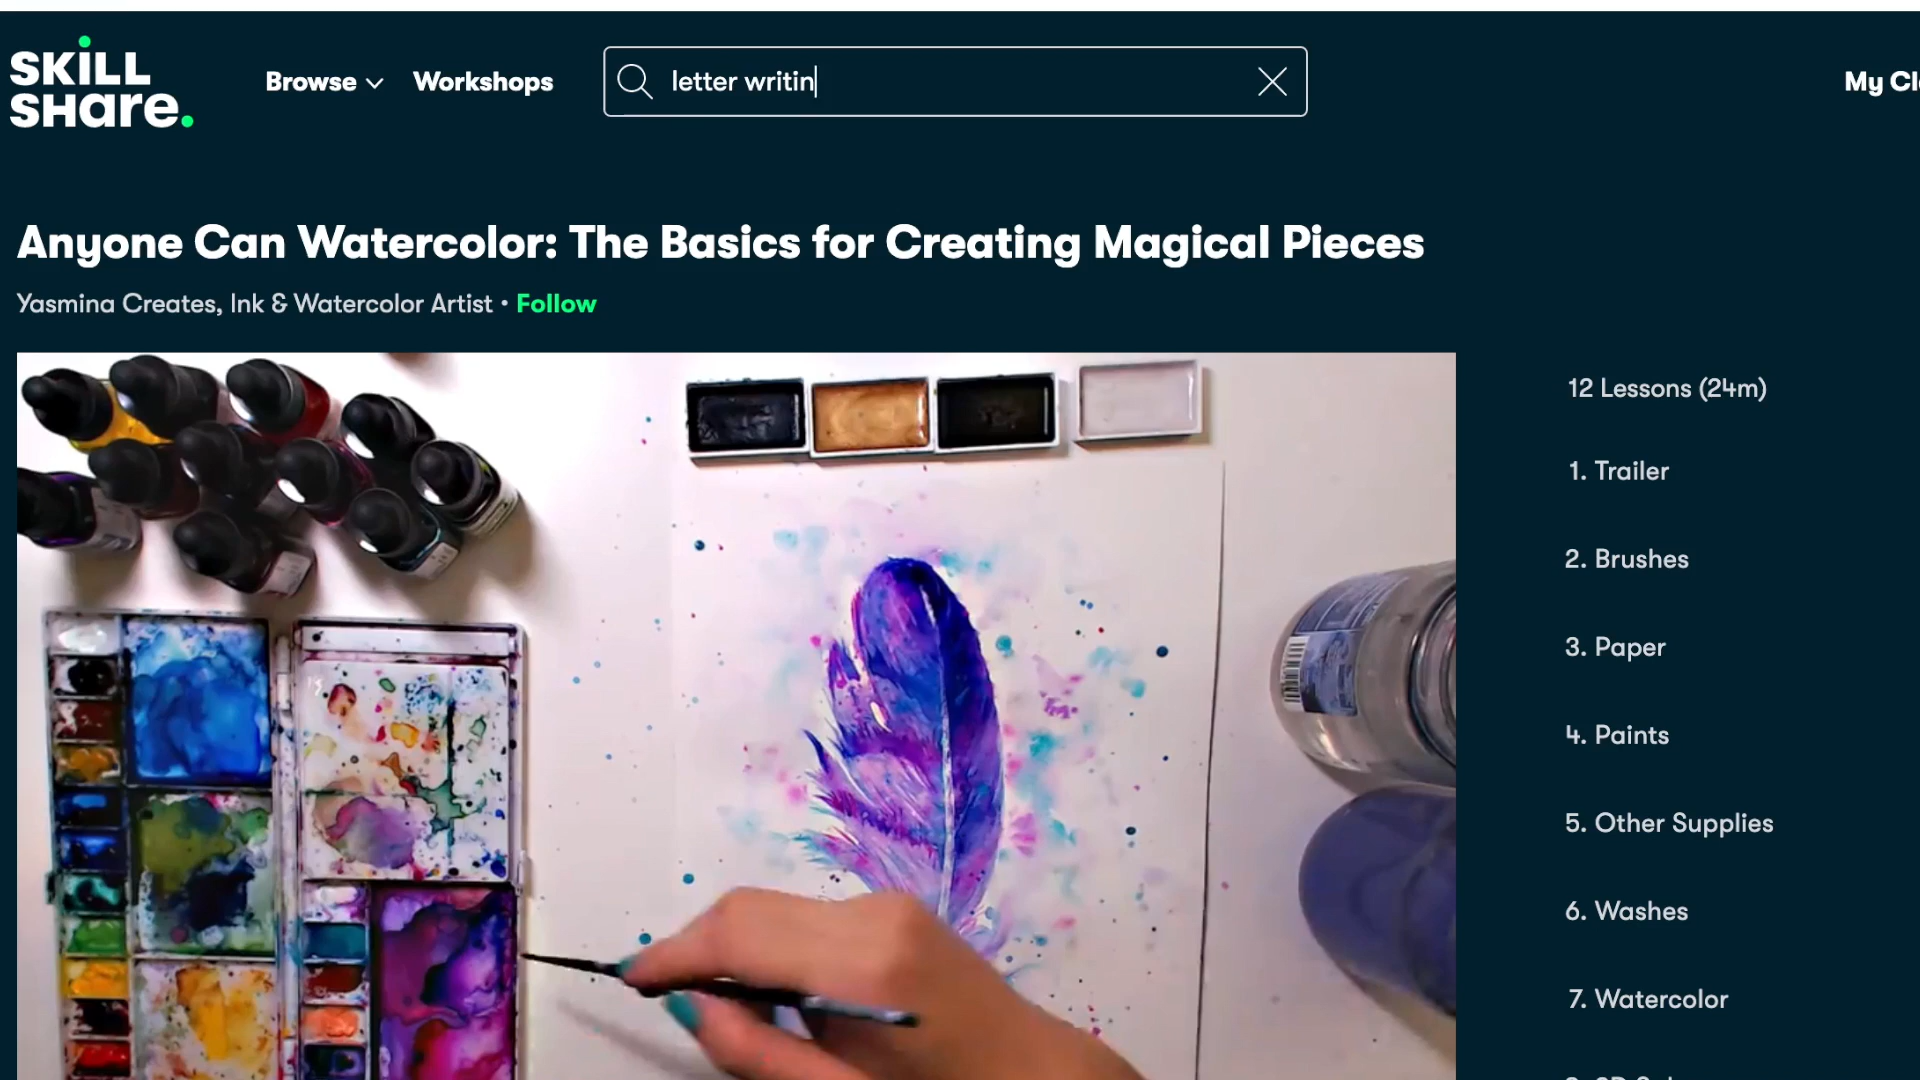 SKILL
SHare.
Browse
Workshops
letter writin
My Cl
Anyone Can Watercolor: The Basics for Creating Magical Pieces
Yasmina Creates, Ink & Watercolor Artist • Follow
12 Lessons (24m)
1. Trailer
2. Brushes
3. Paper
4. Paints
5. Other Supplies
6. Washes
7. Watercolor